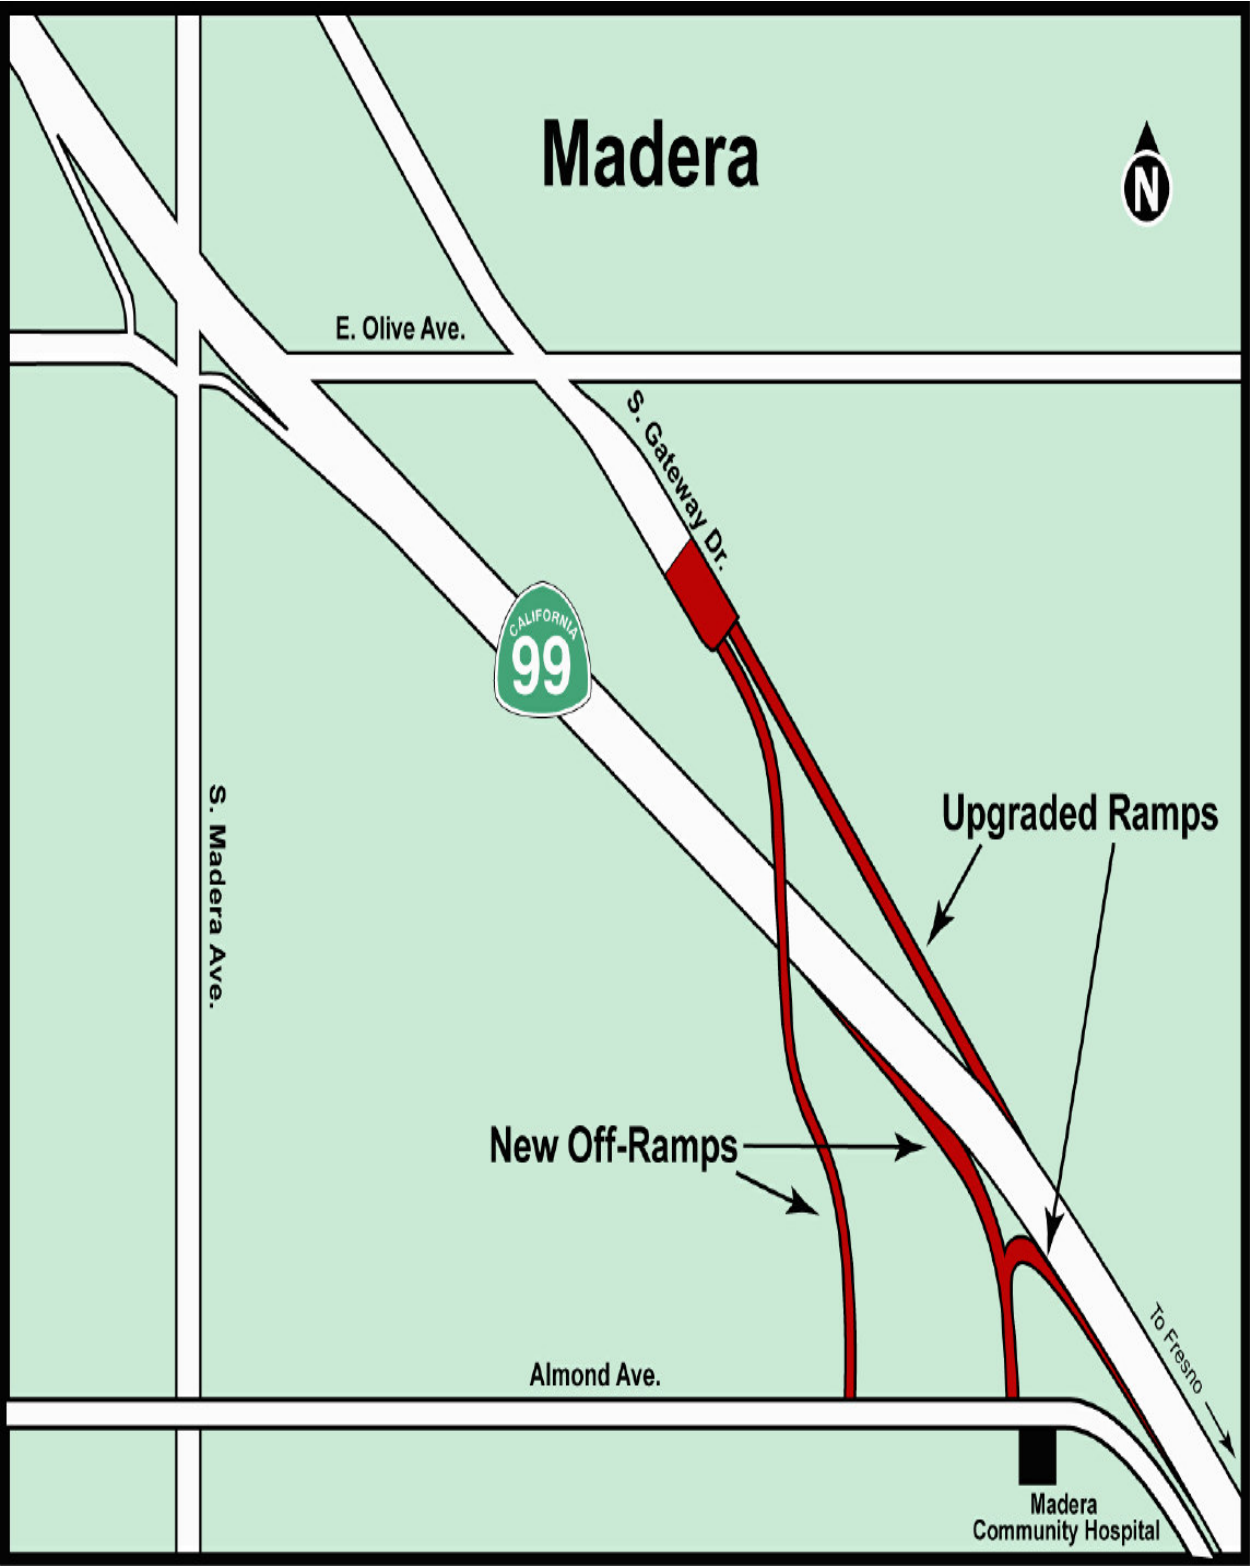 Madera
N
E. Olive Ave.
S. Gateway Dr.
CALIFORNIA
99
S. Madera Ave.
Upgraded Ramps
New Off-Ramps
To Fresno
Almond Ave.
Madera
Community Hospital